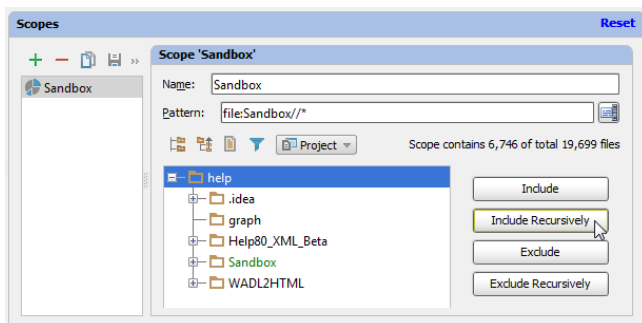 Scopes Reset
Scope 'Sandbox'
Sandbox
Name: Sandbox
Pattern: file:Sandbox//*
Project Scope contains 6,746 of total 19,699 files
help
.idea
graph
Help80_XML_Beta
Sandbox
WADL2HTML
Include
Include Recursively
Exclude
Exclude Recursively